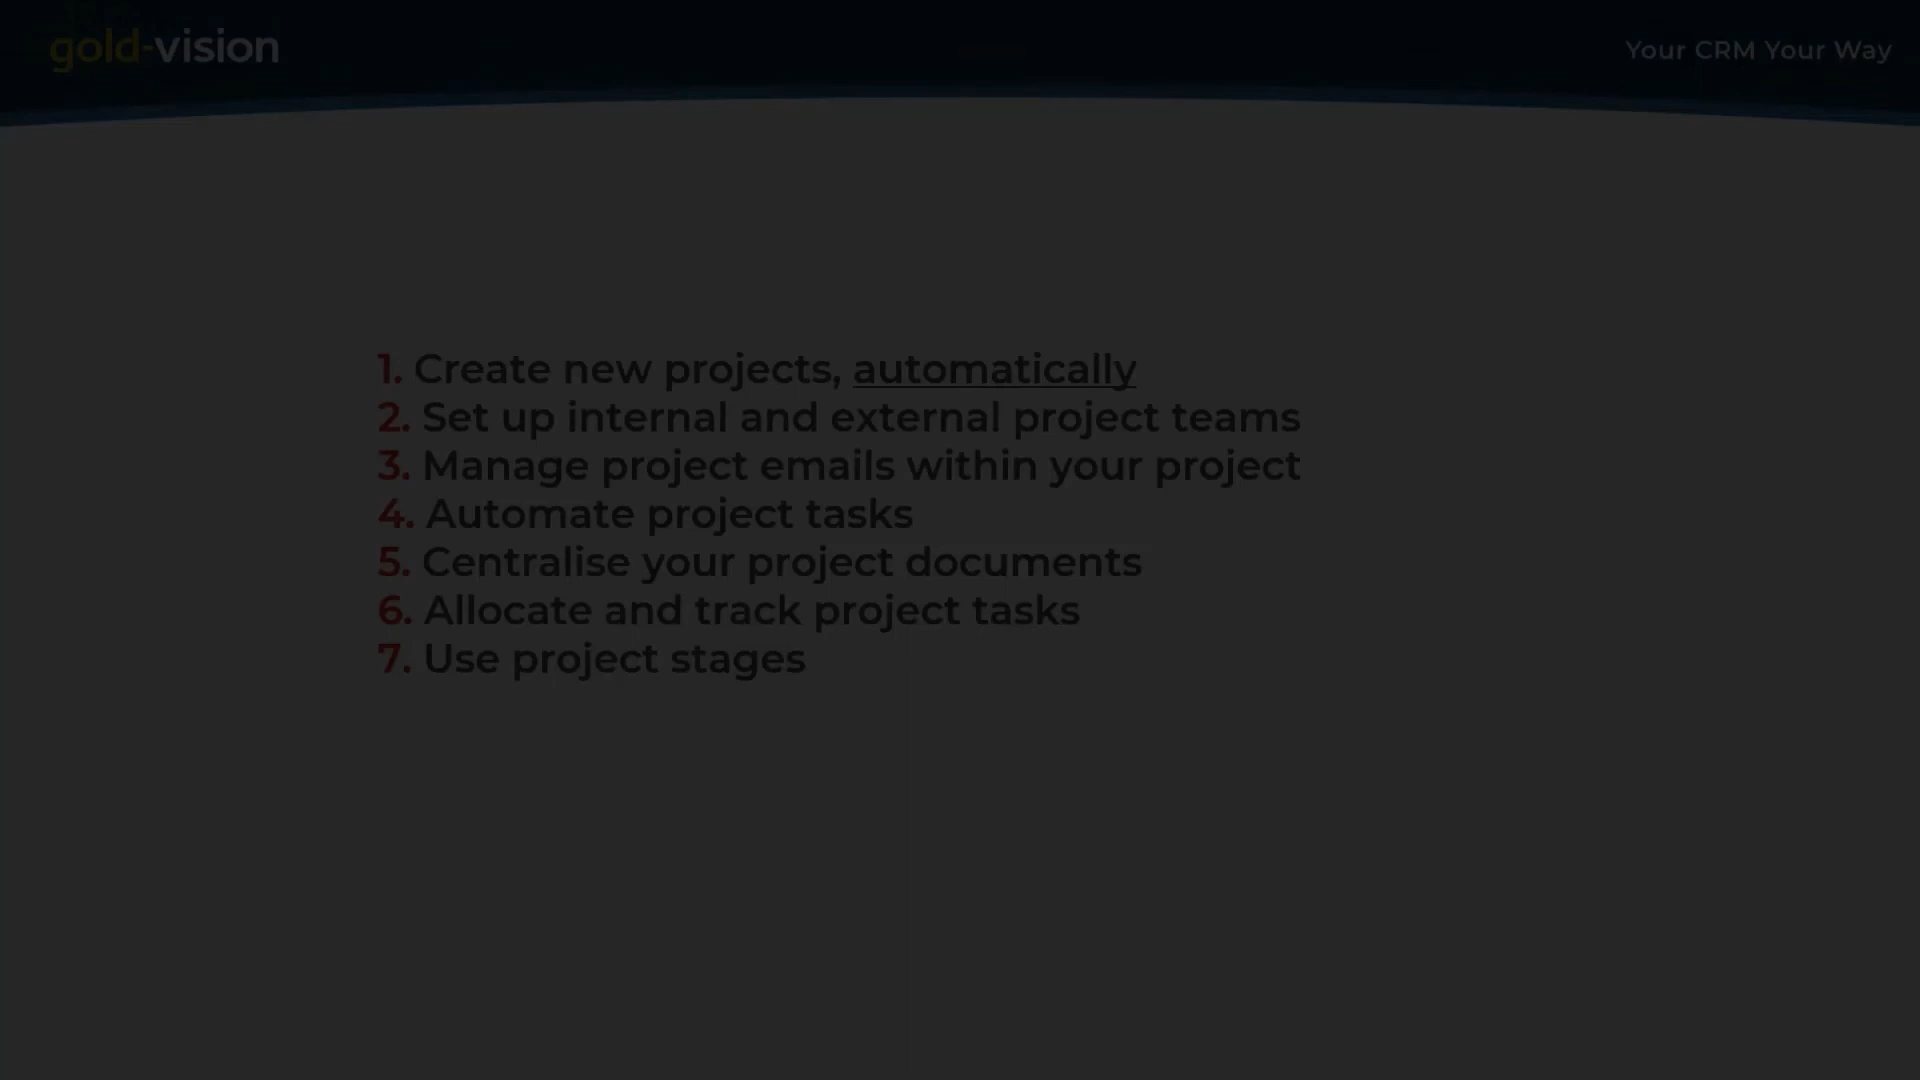 gold-vision
Your CRM Your Way
1. Create new projects, automatically
2. Set up internal and external project teams
3. Manage project emails within your project
4. Automate project tasks
5. Centralise your project documents
6. Allocate and track project tasks
7. Use project stages